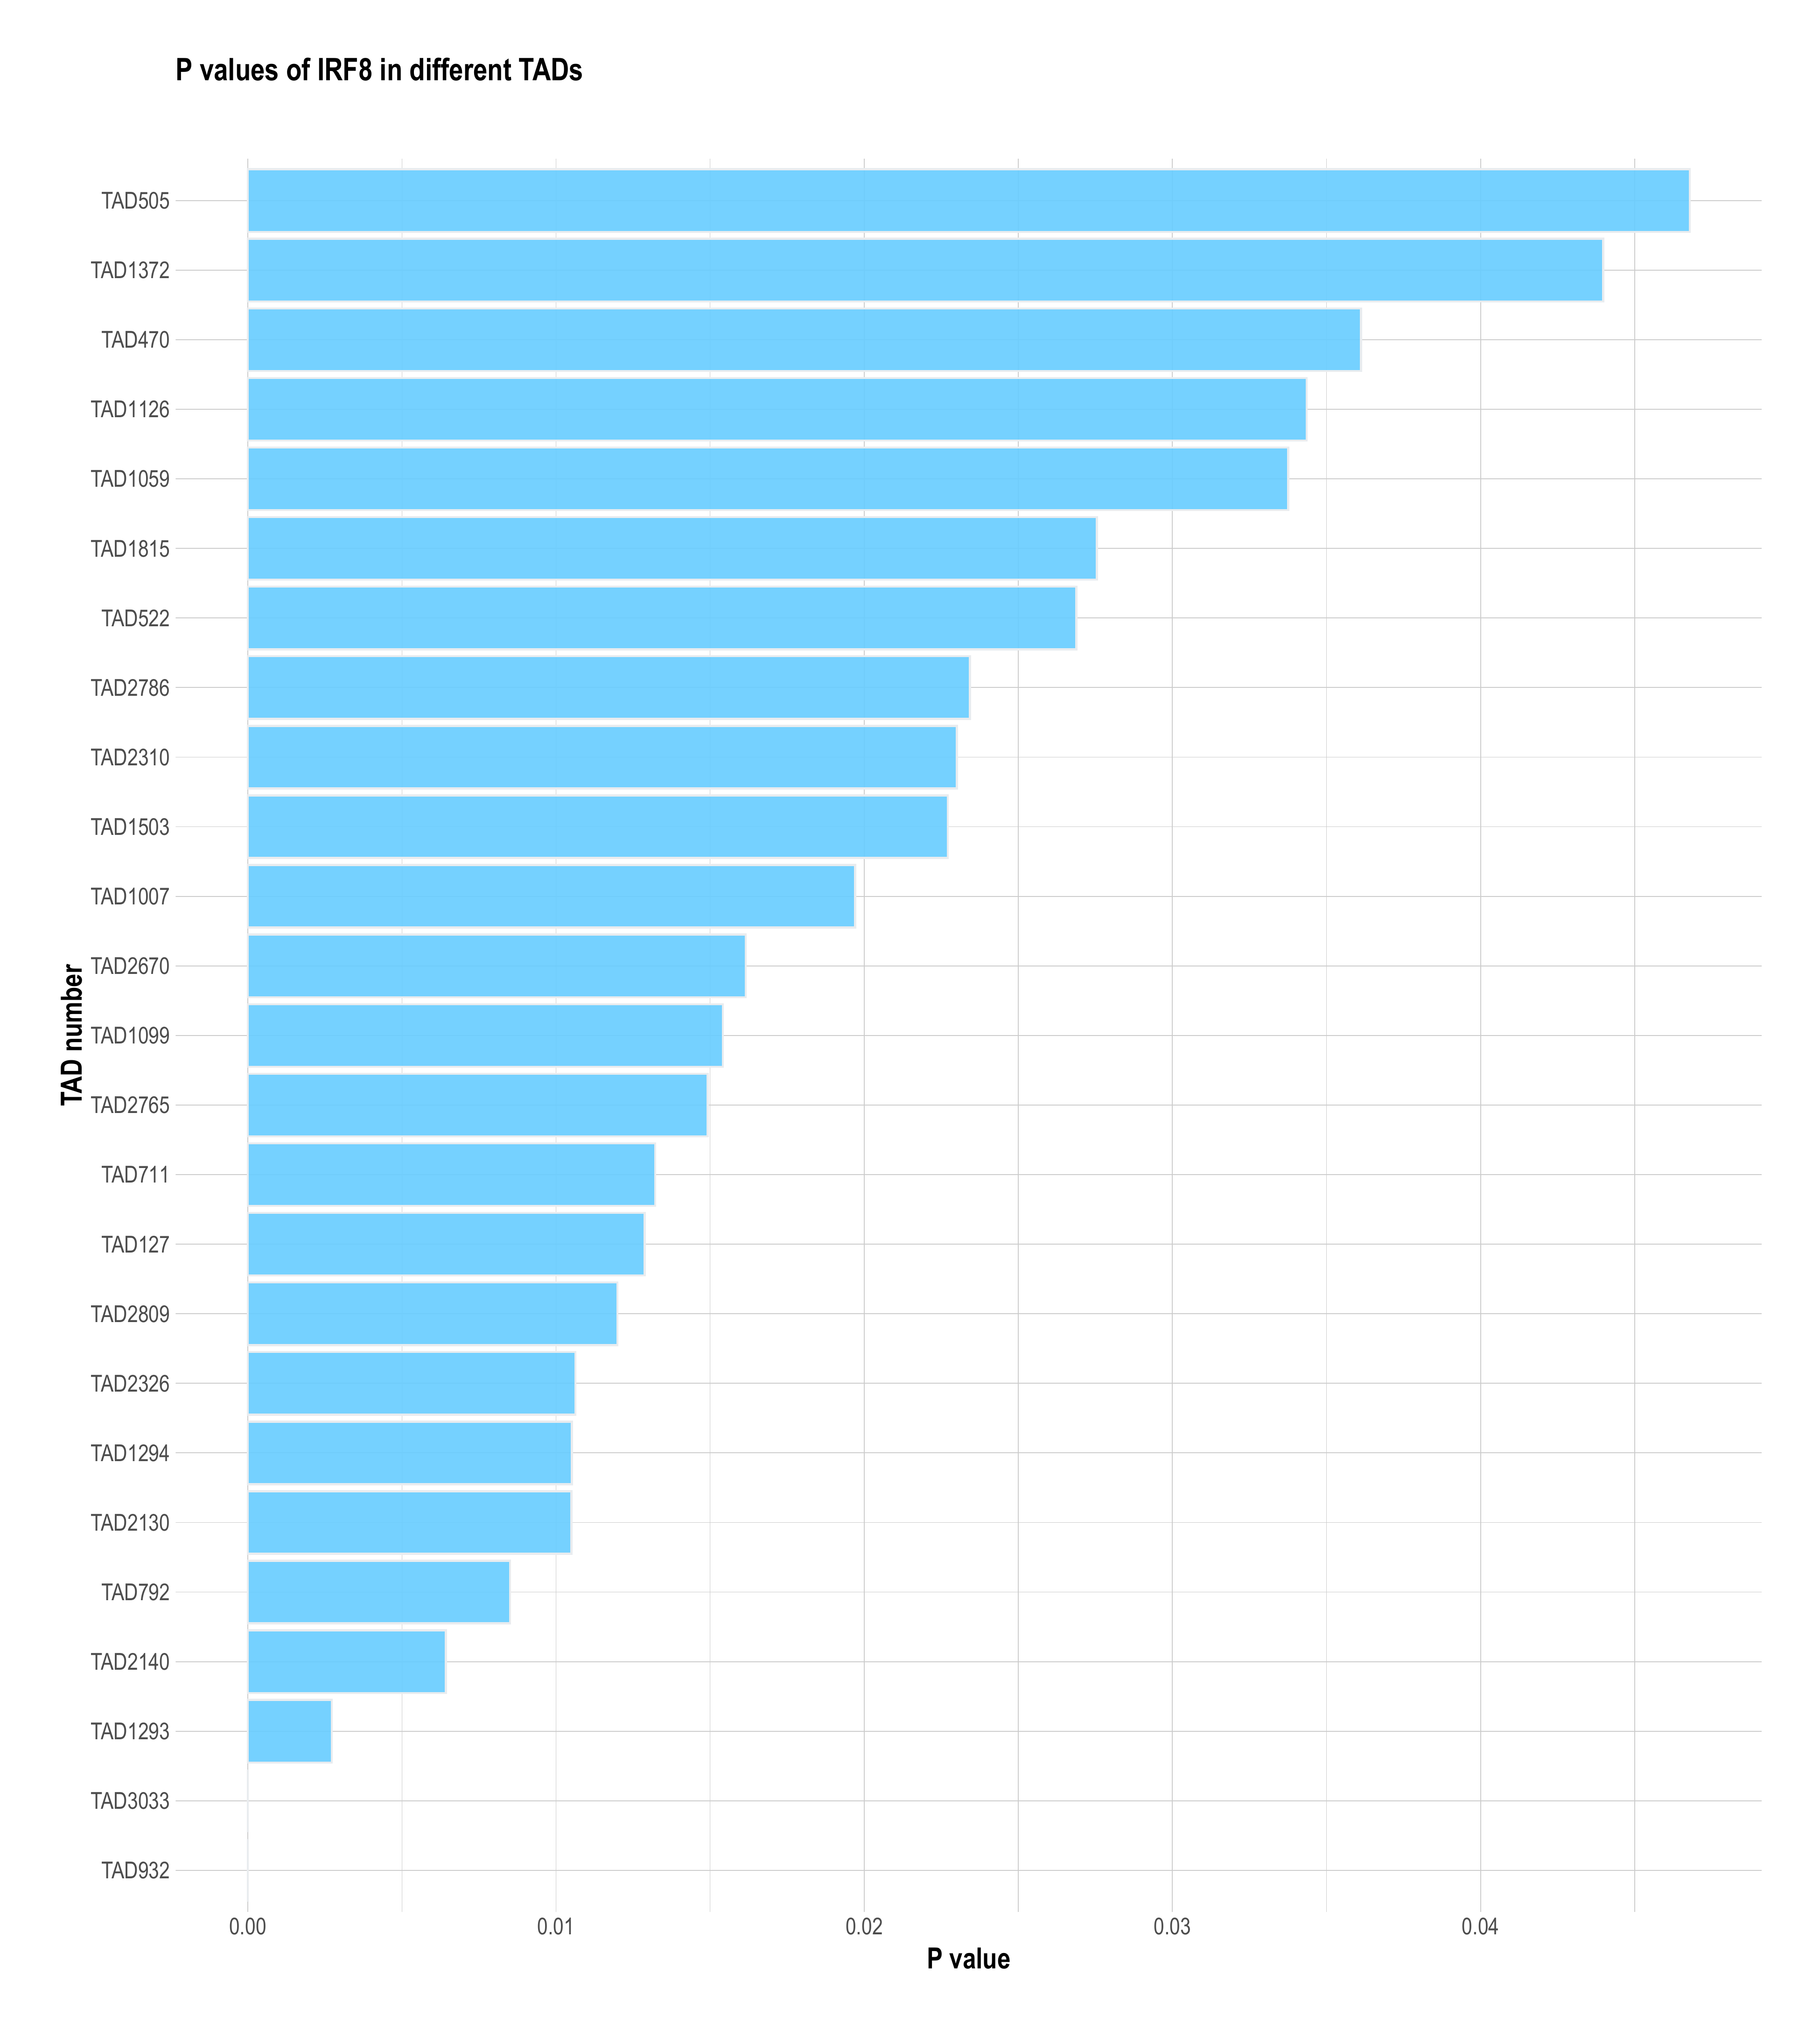 P values of IRF8 in different TADs
TAD505
TAD1372
TAD470
TAD1126
TAD1059
TAD1815
TAD522
TAD2786
TAD2310
TAD1503
TAD1007
TAD2670
TAD1099
TAD2765
TAD711
TAD127
TAD2809
TAD2326
TAD1294
TAD2130
TAD792
TAD2140
TAD1293
TAD3033
TAD932
TAD number
0.00 0.01 0.02 0.03 0.04
P value